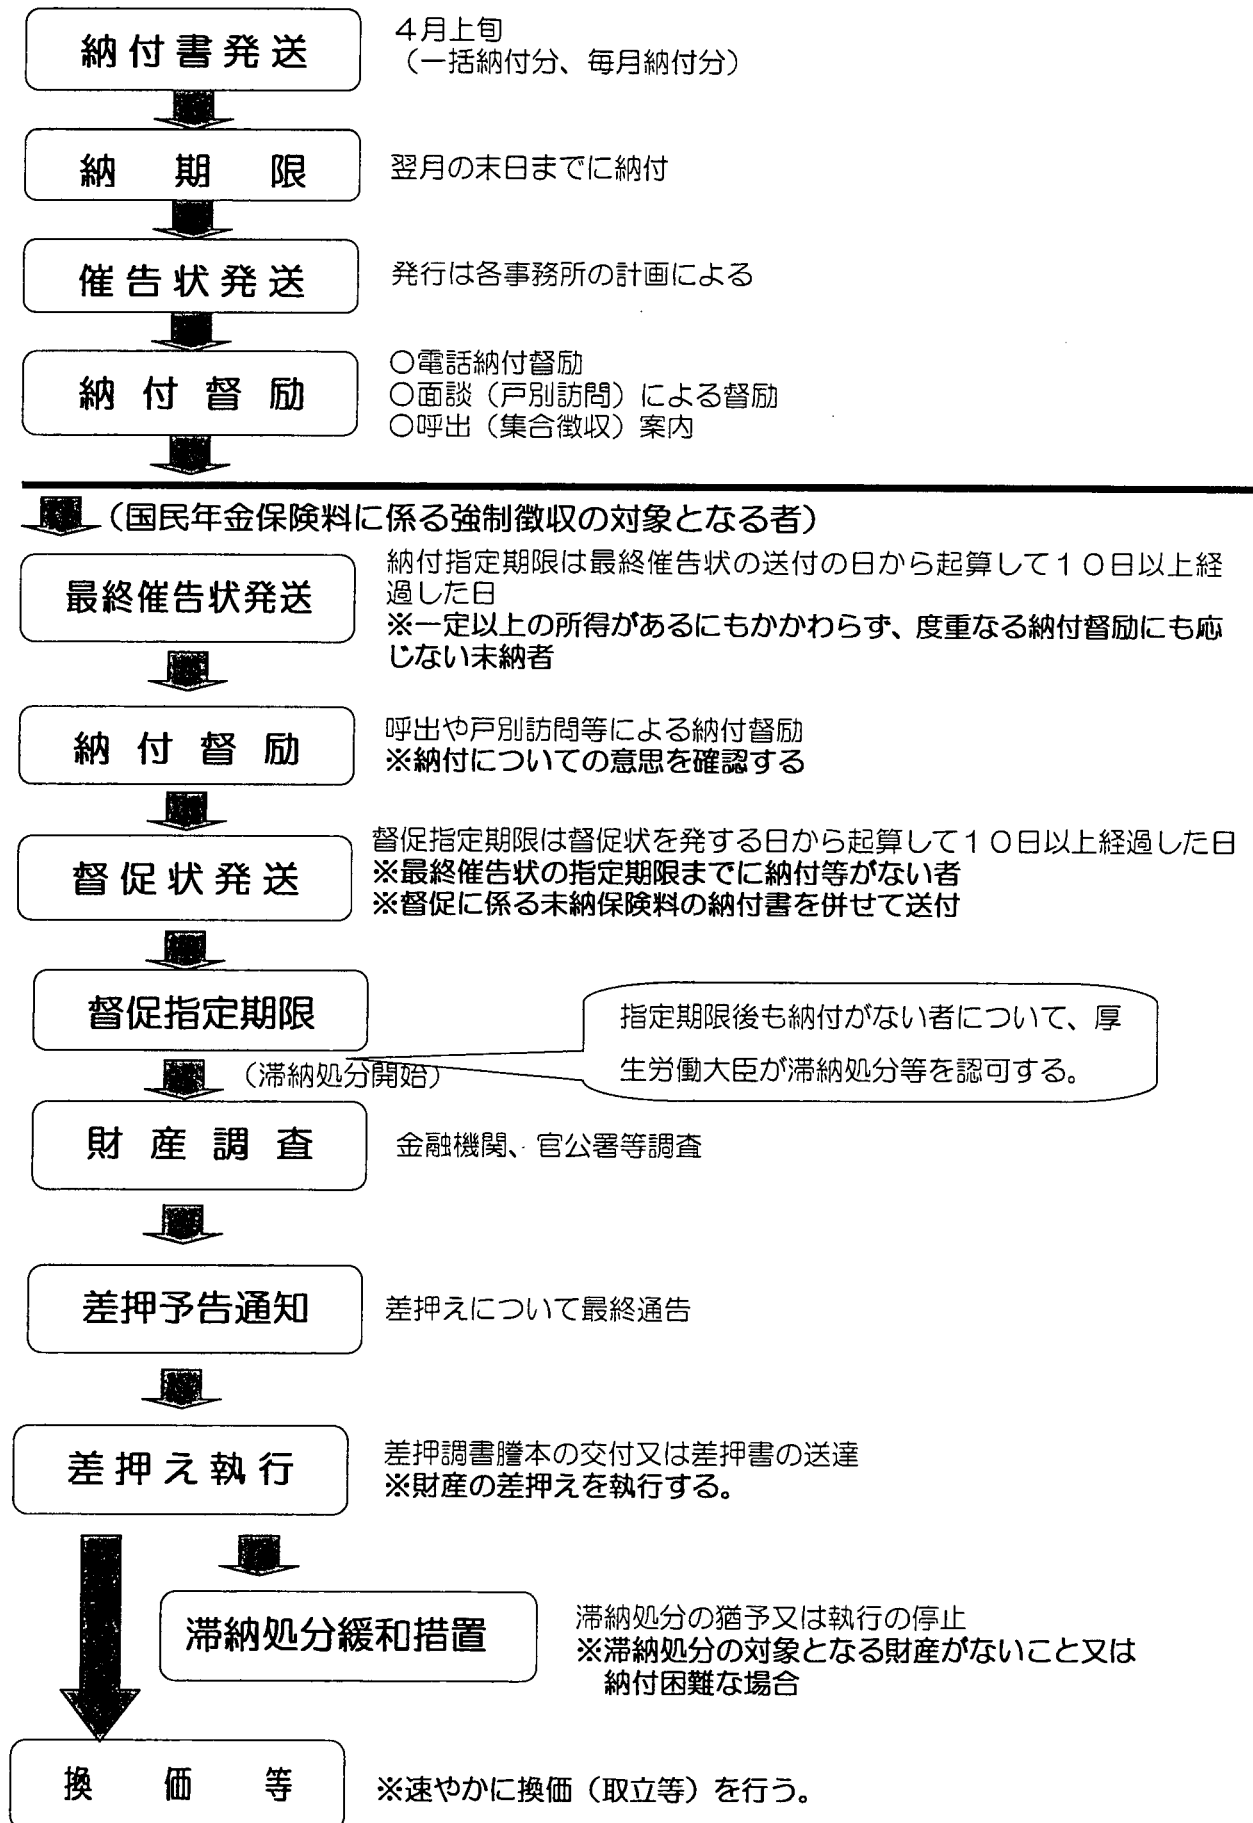 納付書発送
４月上旬
（一括納付分、毎月納付分）
納期限
翌月の末日までに納付
催告状発送
発行は各事務所の計画による
納付督励
○電話納付督励
○面談（戸別訪問）による督励
○呼出（集合徴収）案内
（国民年金保険料に係る強制徴収の対象となる者）
最終催告状発送
納付指定期限は最終催告状の送付の日から起算して１０日以上経
過した日
※一定以上の所得があるにもかかわらず、度重なる納付督励にも応
じない未納者
納付督励
呼出や戸別訪問等による納付督励
※納付についての意思を確認する
督促状発送
督促指定期限は督促状を発する日から起算して１０日以上経過した日
※最終催告状の指定期限までに納付等がない者
※督促に係る未納保険料の納付書を併せて送付
督促指定期限
指定期限後も納付がない者について、厚
生労働大臣が滞納処分等を認可する。
（滞納処分開始）
財産調査
金融機関、官公署等調査
差押予告通知
差押えについて最終通告
差押え執行
差押調書謄本の交付又は差押書の送達
※財産の差押えを執行する。
滞納処分緩和措置
滞納処分の猶予又は執行の停止
※滞納処分の対象となる財産がないこと又は
納付困難な場合
換価等
※速やかに換価（取立等）を行う。